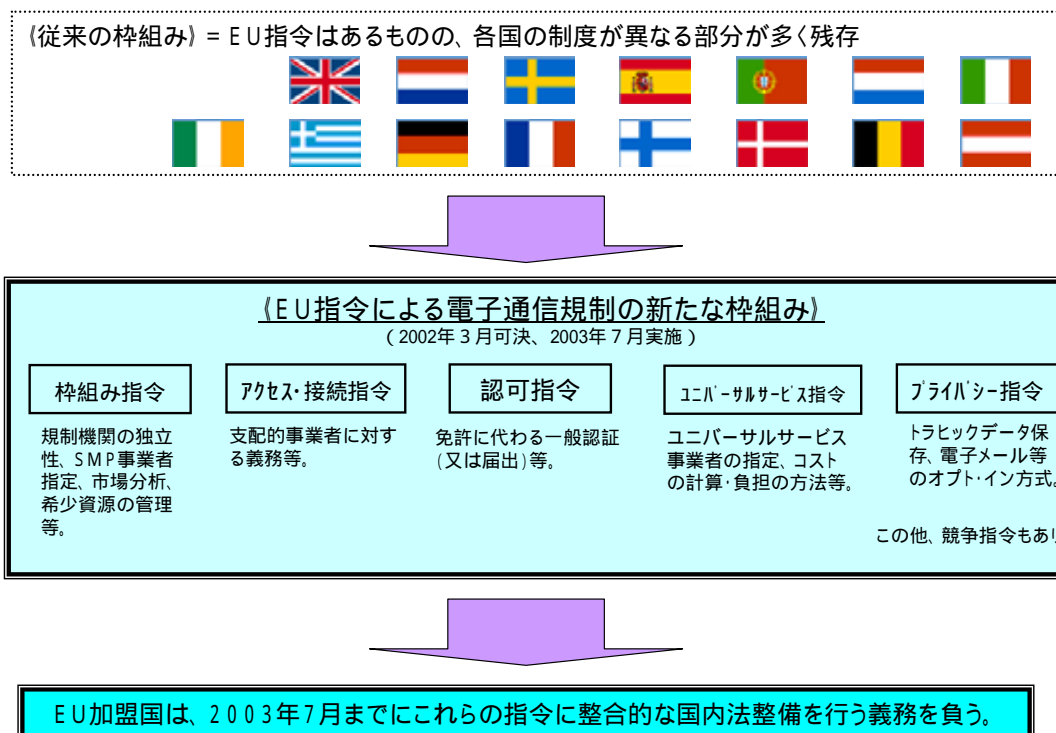 《従来の枠組み》= EU指令はあるものの、各国の制度が異なる部分が多く残存
《EU指令による電子通信規制の新たな枠組み》
(2002年3月可決、2003年7月実施)
枠組み指令
規制機関の独立
性、SMP事業者
指定、市場分析、
希少資源の管理
等。
アクセス・接続指令
支配的事業者に対す
る義務等。
認可指令
免許に代わる一般認証
(又は届出)等。
ユニバーサルサービス指令
ユニバーサルサービス
事業者の指定、コスト
の計算・負担の方法等。
プライバシー指令
トラヒックデータ保
存、電子メール等
のオプト・イン方式。
この他、競争指令もあり
EU加盟国は、2003年7月までにこれらの指令に整合的な国内法整備を行う義務を負う。